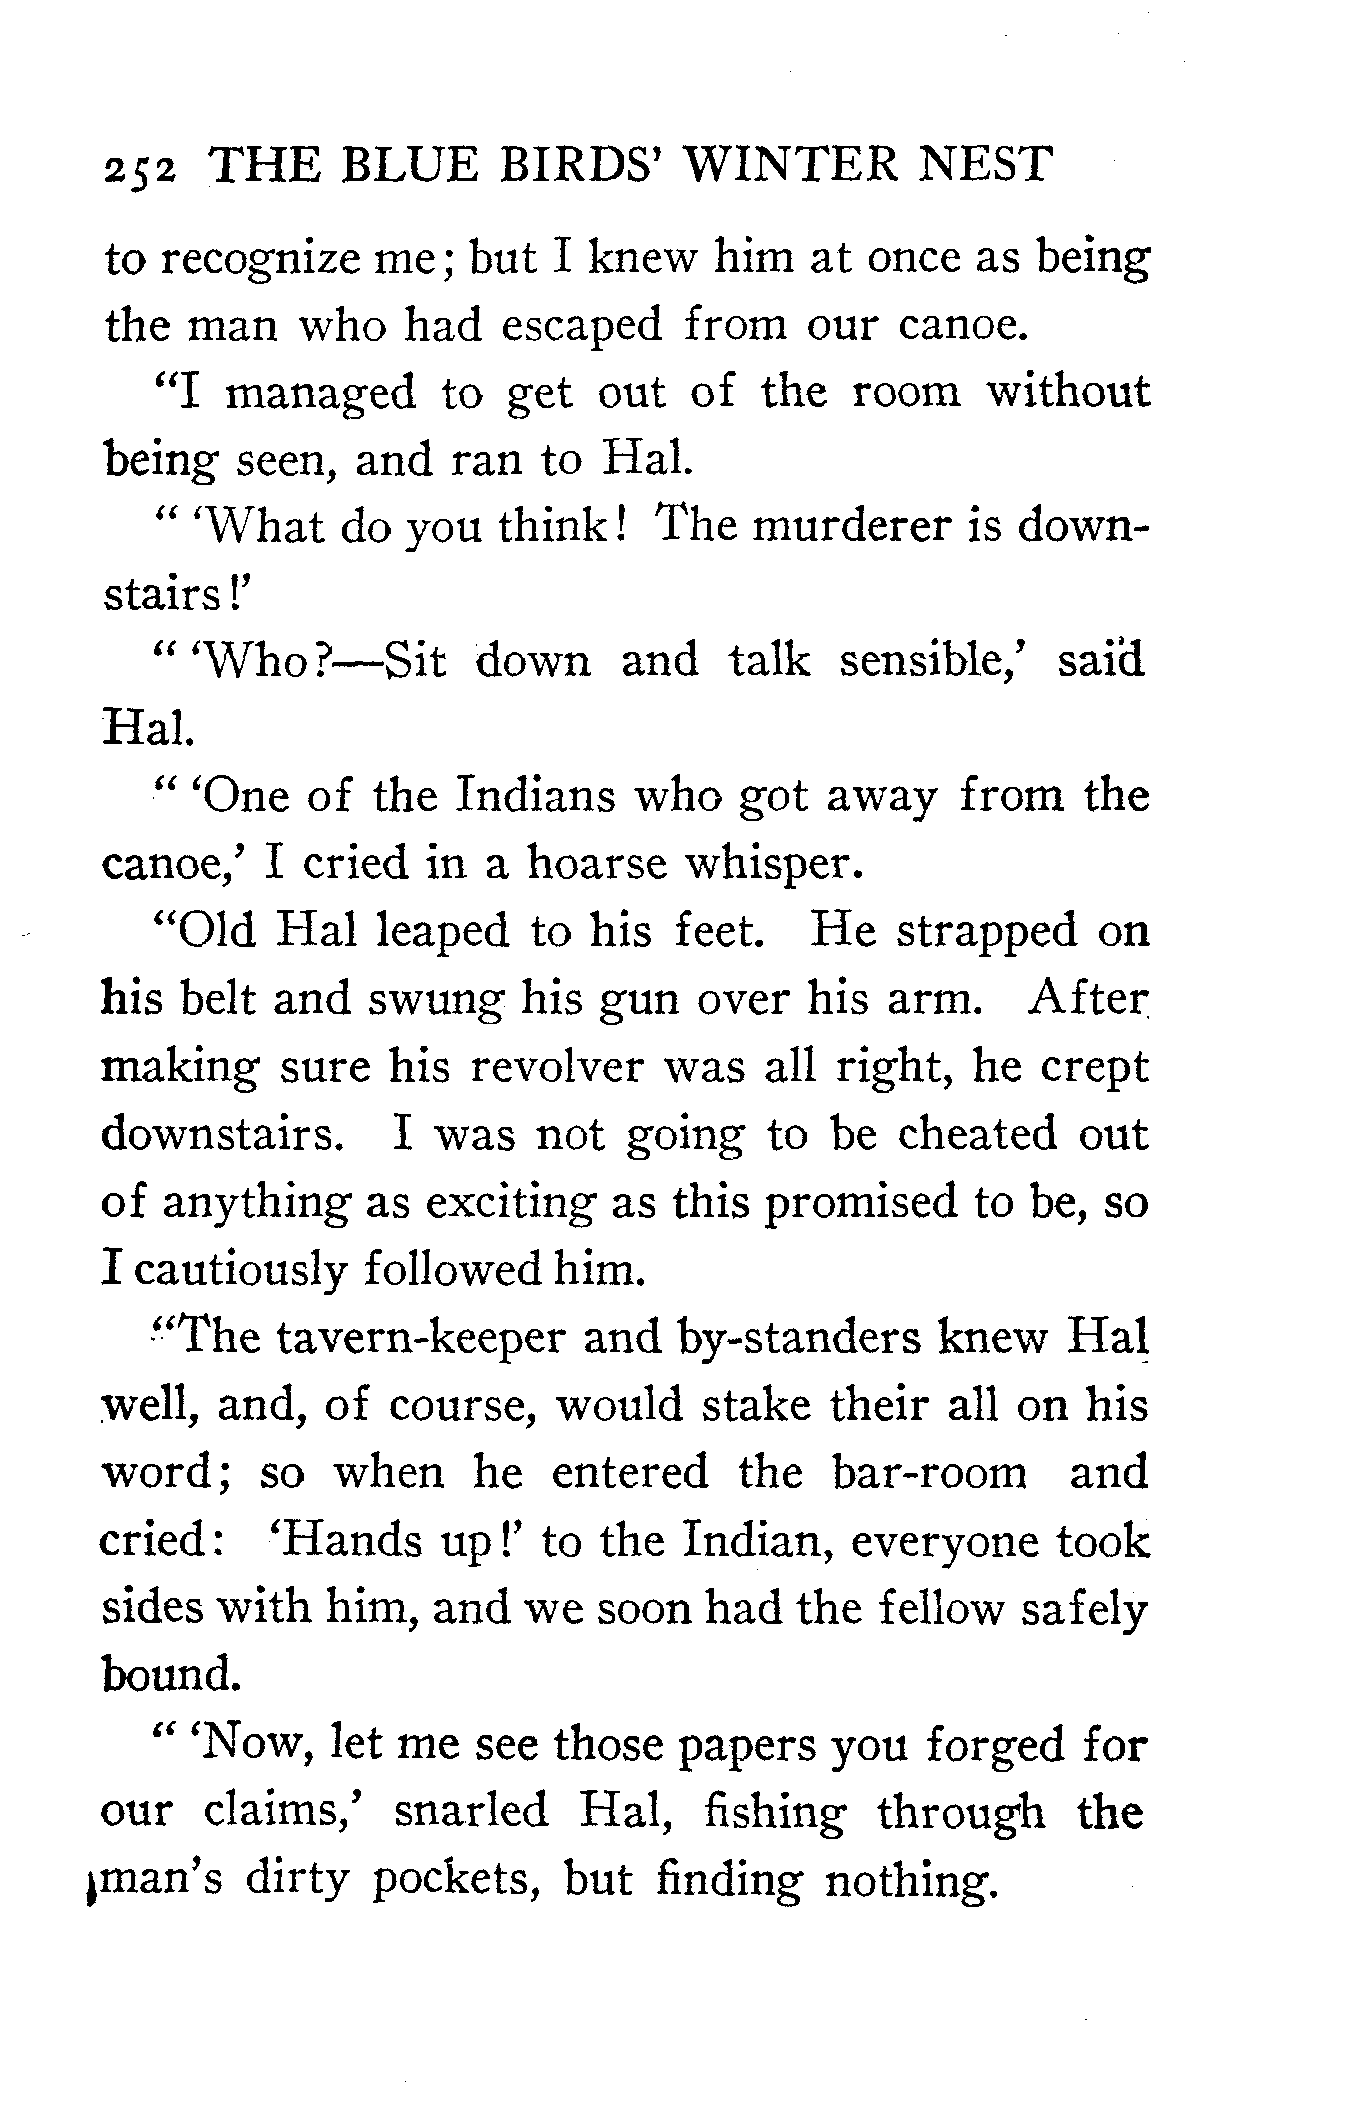 252 THE BLUE BIRDS' WINTER NEST
to recognize me; but I knew him at once as being
the man who had escaped from our canoe.
"I managed to get out of the room without
being seen, and ran to Hal.
" 'What do you think! The murderer is down-
stairs!'
" 'Who?—Sit down and talk sensible,' said
Hal.
" 'One of the Indians who got away from the
canoe,' I cried in a hoarse whisper.
"Old Hal leaped to his feet. He strapped on
his belt and swung his gun over his arm. After
making sure his revolver was all right, he crept
downstairs. I was not going to be cheated out
of anything as exciting as this promised to be, so
I cautiously followed him.
"The tavern-keeper and by-standers knew Hal
well, and, of course, would stake their all on his
word; so when he entered the bar-room and
cried: 'Hands up!' to the Indian, everyone took
sides with him, and we soon had the fellow safely
bound.
" 'Now, let me see those papers you forged for
our claims,' snarled Hal, fishing through the
man's dirty pockets, but finding nothing.